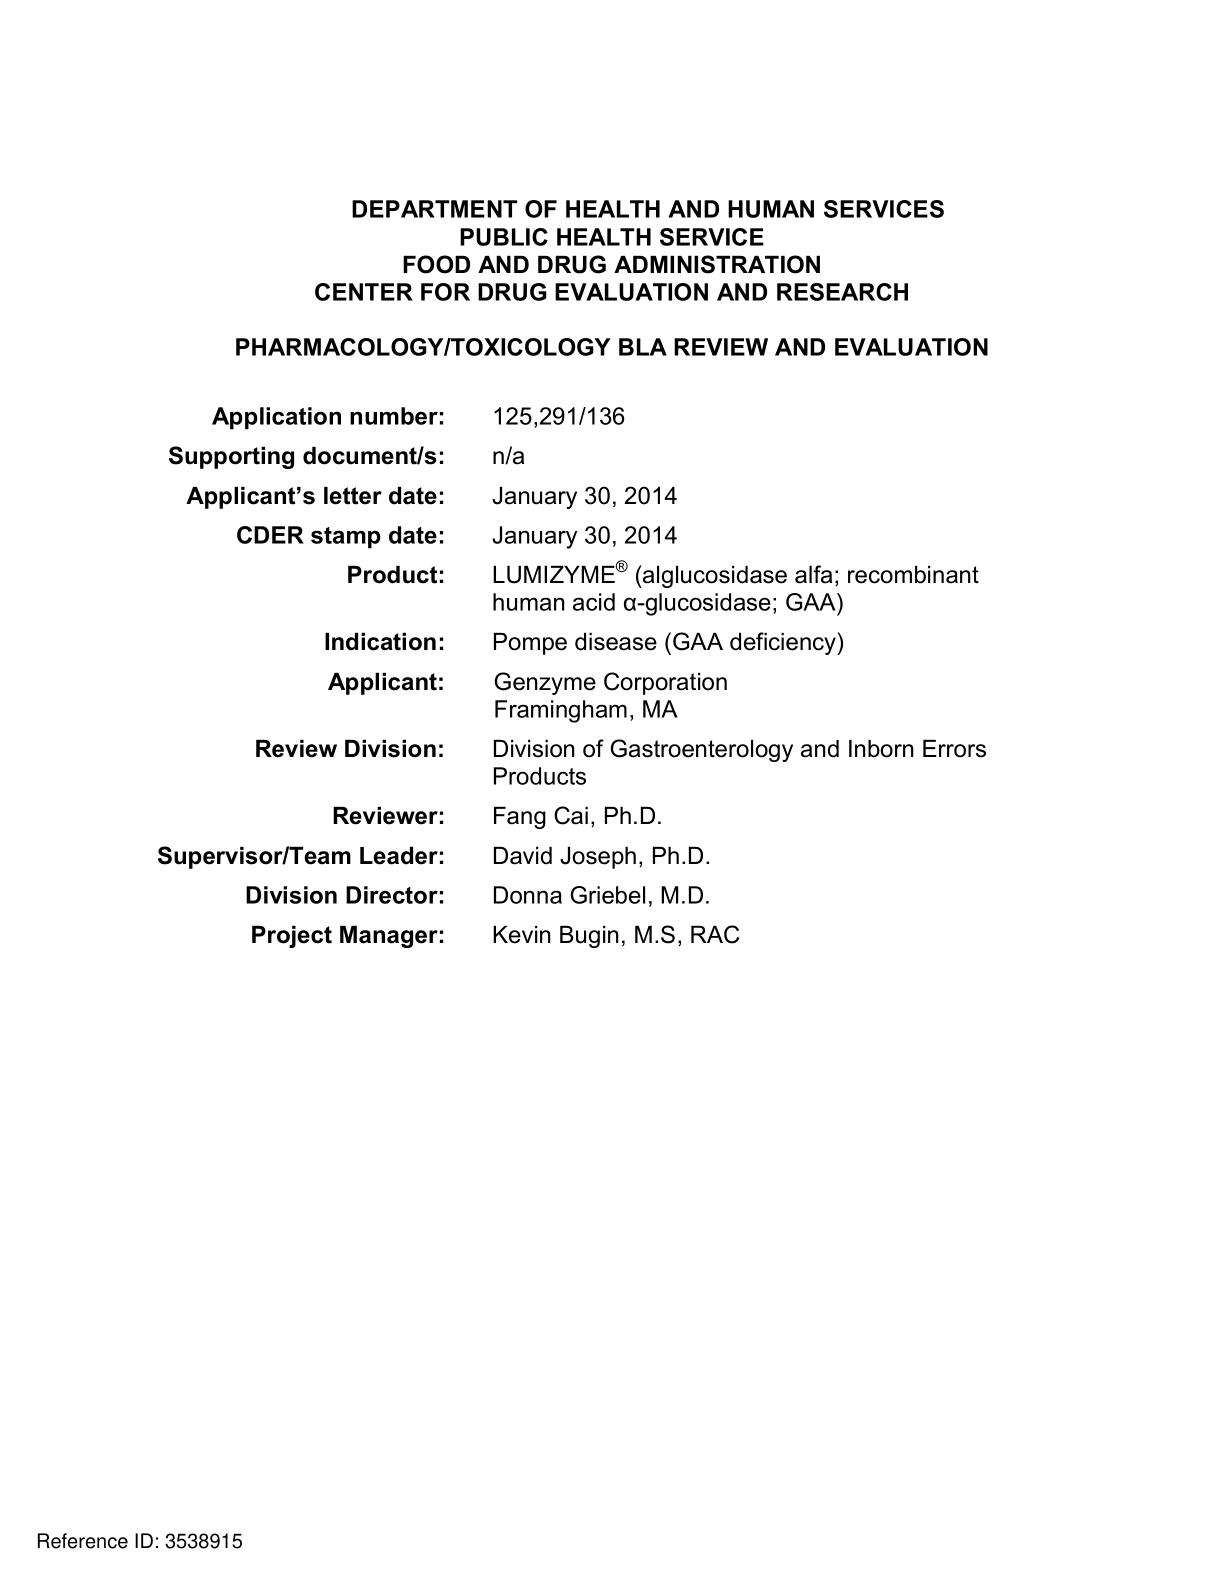 DEPARTMENT OF HEALTH AND HUMAN SERVICES
PUBLIC HEALTH SERVICE
FOOD AND DRUG ADMINISTRATION
CENTER FOR DRUG EVALUATION AND RESEARCH
PHARMACOLOGY/TOXICOLOGY BLA REVIEW AND EVALUATION
Application number: 125,291/136
Supporting document/s: n/a
Applicant’s letter date: January 30, 2014
CDER stamp date: January 30, 2014
Product: LUMIZYME® (alglucosidase alfa; recombinant
human acid α-glucosidase; GAA)
Indication: Pompe disease (GAA deficiency)
Applicant: Genzyme Corporation
Framingham, MA
Review Division: Division of Gastroenterology and Inborn Errors
Products
Reviewer: Fang Cai, Ph.D.
Supervisor/Team Leader: David Joseph, Ph.D.
Division Director: Donna Griebel, M.D.
Project Manager: Kevin Bugin, M.S, RAC
Reference ID: 3538915